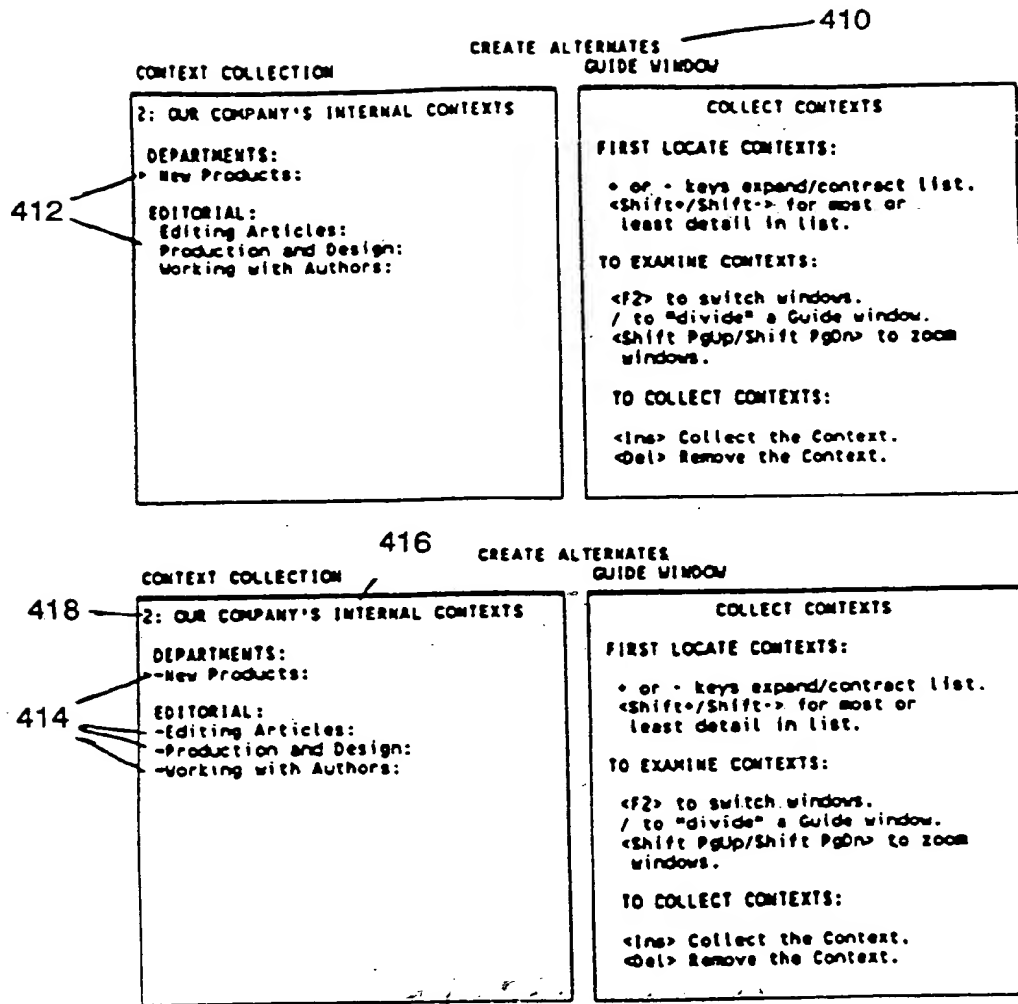 410
CREATE ALTERNATES
CONTEXT COLLECTION
GUIDE WINDOW
2: OUR COMPANY'S INTERNAL CONTEXTS
DEPARTMENTS:
New Products:
EDITORIAL:
Editing Articles:
Production and Design:
Working with Authors:
412
COLLECT CONTEXTS
FIRST LOCATE CONTEXTS:
+ or - keys expand/contract list.
<Shift+/Shift-> for most or
least detail in list.
TO EXAMINE CONTEXTS:
<F2> to switch windows.
/ to "divide" a Guide window.
<Shift PgUp/Shift PgDn> to zoom
windows.
TO COLLECT CONTEXTS:
<Ins> Collect the Context.
<Del> Remove the Context.
416
CREATE ALTERNATES
CONTEXT COLLECTION
GUIDE WINDOW
418
2: OUR COMPANY'S INTERNAL CONTEXTS
DEPARTMENTS:
-New Products:
EDITORIAL:
-Editing Articles:
-Production and Design:
-Working with Authors:
414
COLLECT CONTEXTS
FIRST LOCATE CONTEXTS:
+ or - keys expand/contract list.
<Shift+/Shift-> for most or
least detail in list.
TO EXAMINE CONTEXTS:
<F2> to switch windows.
/ to "divide" a Guide window.
<Shift PgUp/Shift PgDn> to zoom
windows.
TO COLLECT CONTEXTS:
<Ins> Collect the Context.
<Del> Remove the Context.